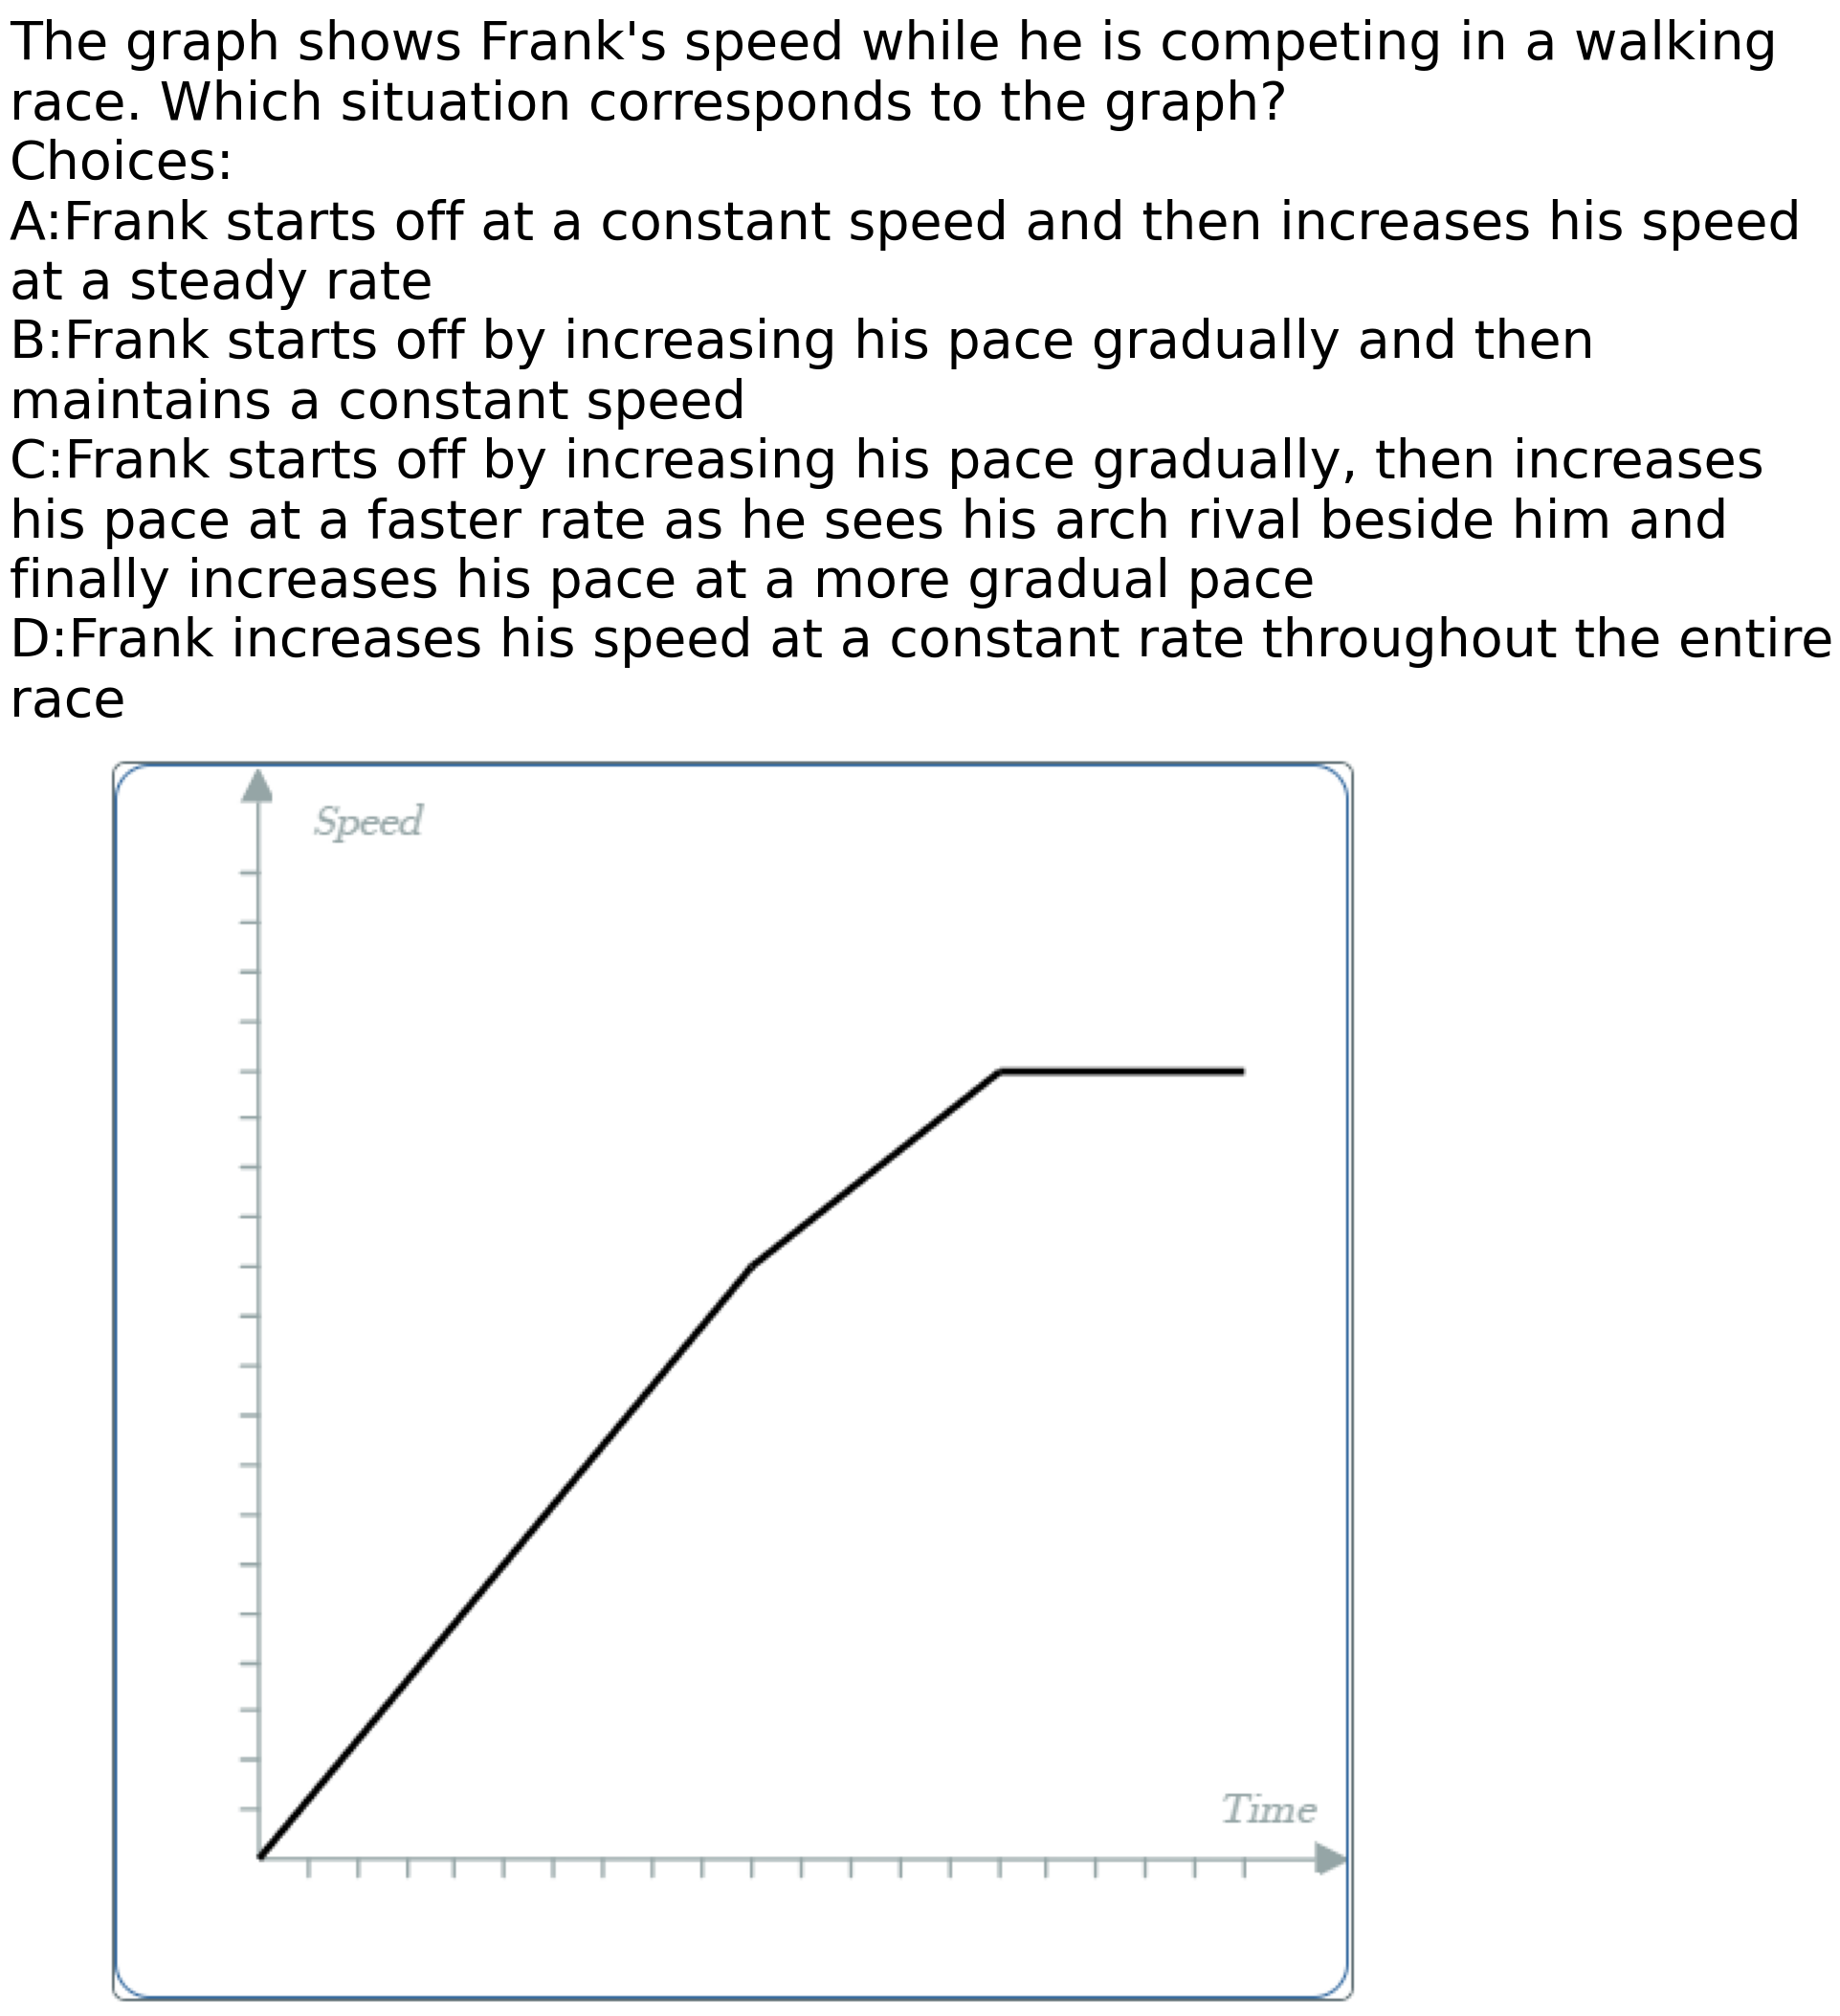 The graph shows Frank's speed while he is competing in a walking
race. Which situation corresponds to the graph?
Choices:
A:Frank starts off at a constant speed and then increases his speed
at a steady rate
B:Frank starts off by increasing his pace gradually and then
maintains a constant speed
C:Frank starts off by increasing his pace gradually, then increases
his pace at a faster rate as he sees his arch rival beside him and
finally increases his pace at a more gradual pace
D:Frank increases his speed at a constant rate throughout the entire
race
Speed
Time